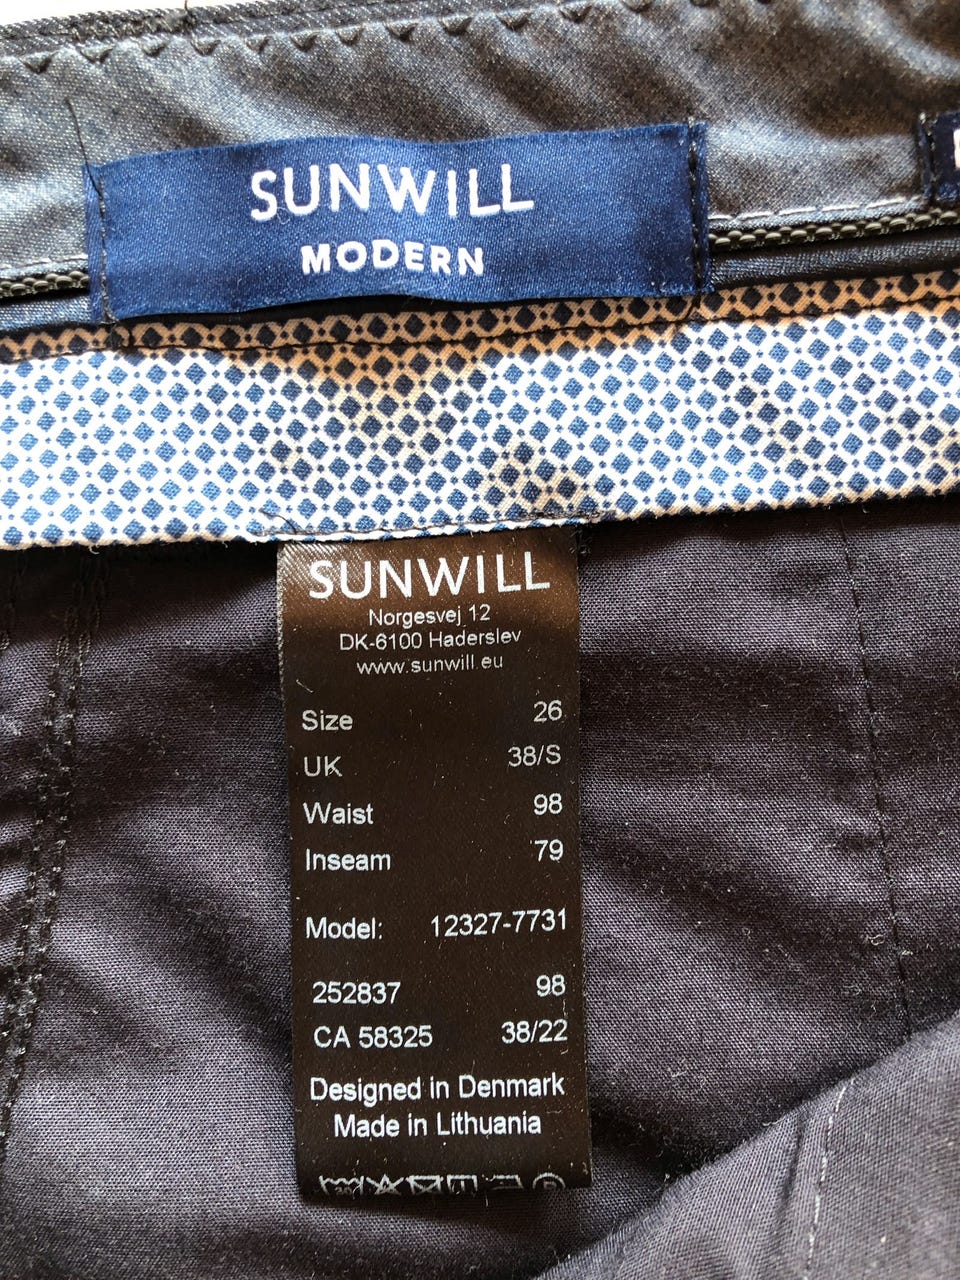 SUNWILL
MODERN
SUNWILL
Norgesvej 12
DK-6100 Haderslev
www.sunwill.eu
Size 26
UK 38/S
Waist 98
Inseam 79
Model: 12327-7731
252837 98
CA 58325 38/22
Designed in Denmark
Made in Lithuania